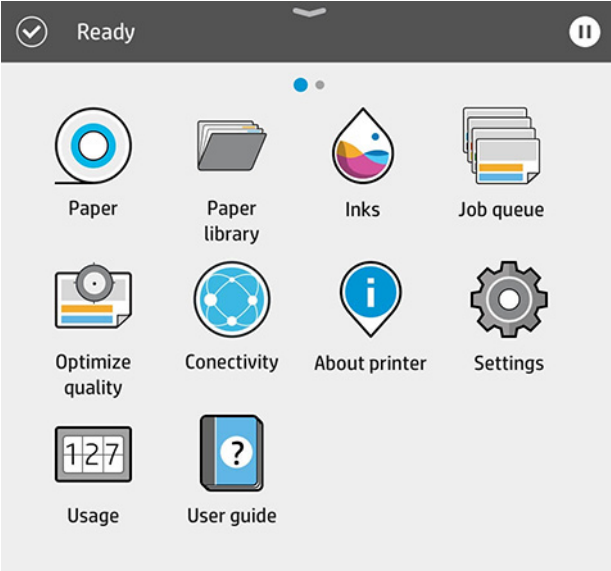 Ready
Paper
Paper
library
Inks
Job queue
Optimize
quality
Conectivity
About printer
Settings
127
Usage
?
User guide